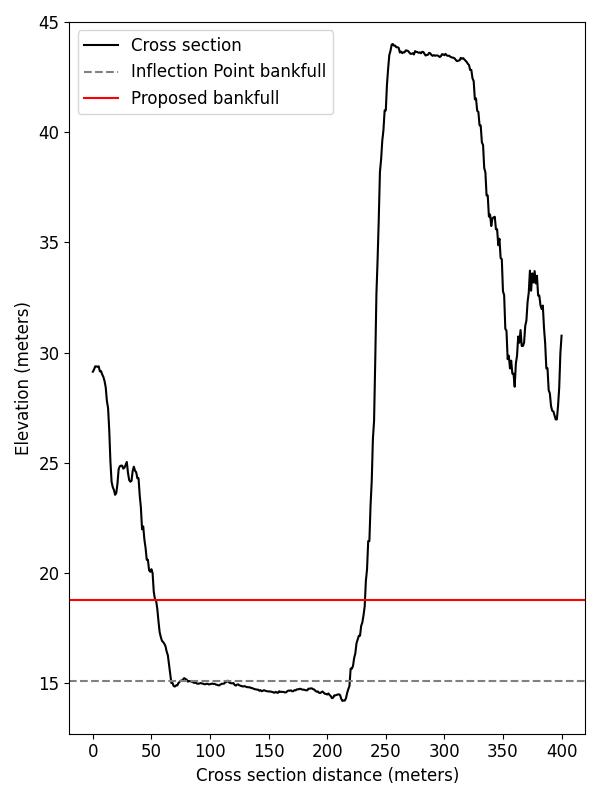 Cross section
Inflection Point bankfull
Proposed bankfull
45
40
35
30
25
20
15
0 50 100 150 200 250 300 350 400
Elevation (meters)
Cross section distance (meters)